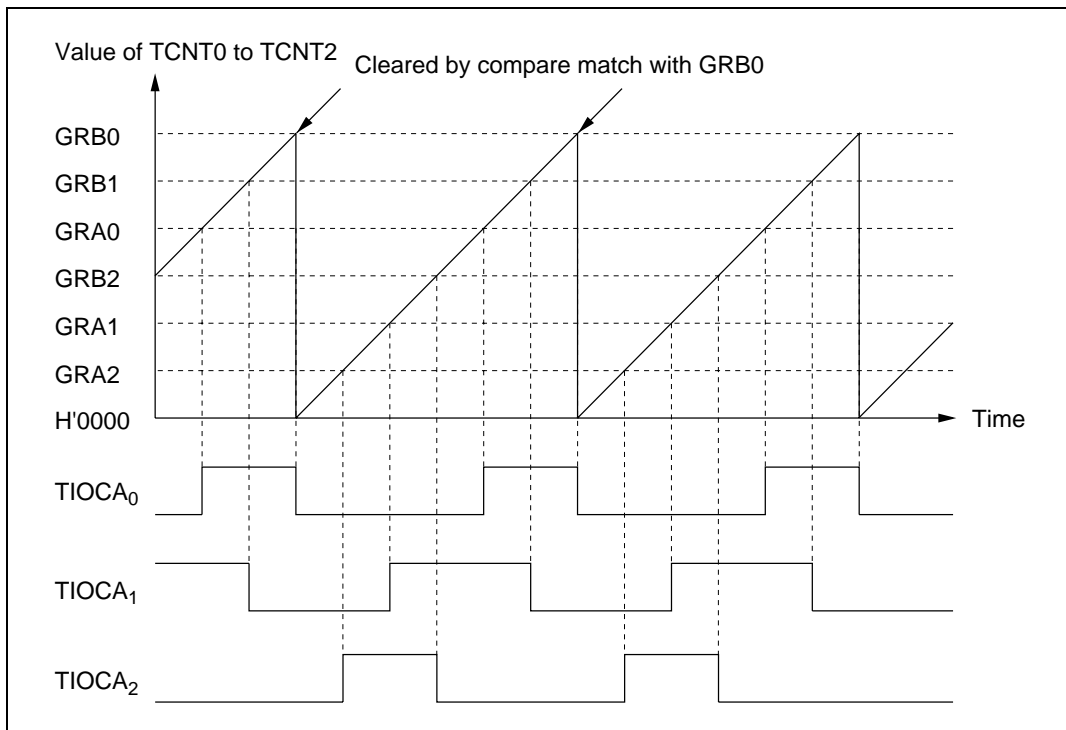 Value of TCNT0 to TCNT2
Cleared by compare match with GRB0
GRB0
GRB1
GRA0
GRB2
GRA1
GRA2
H'0000
Time
TIOCA0
TIOCA1
TIOCA2